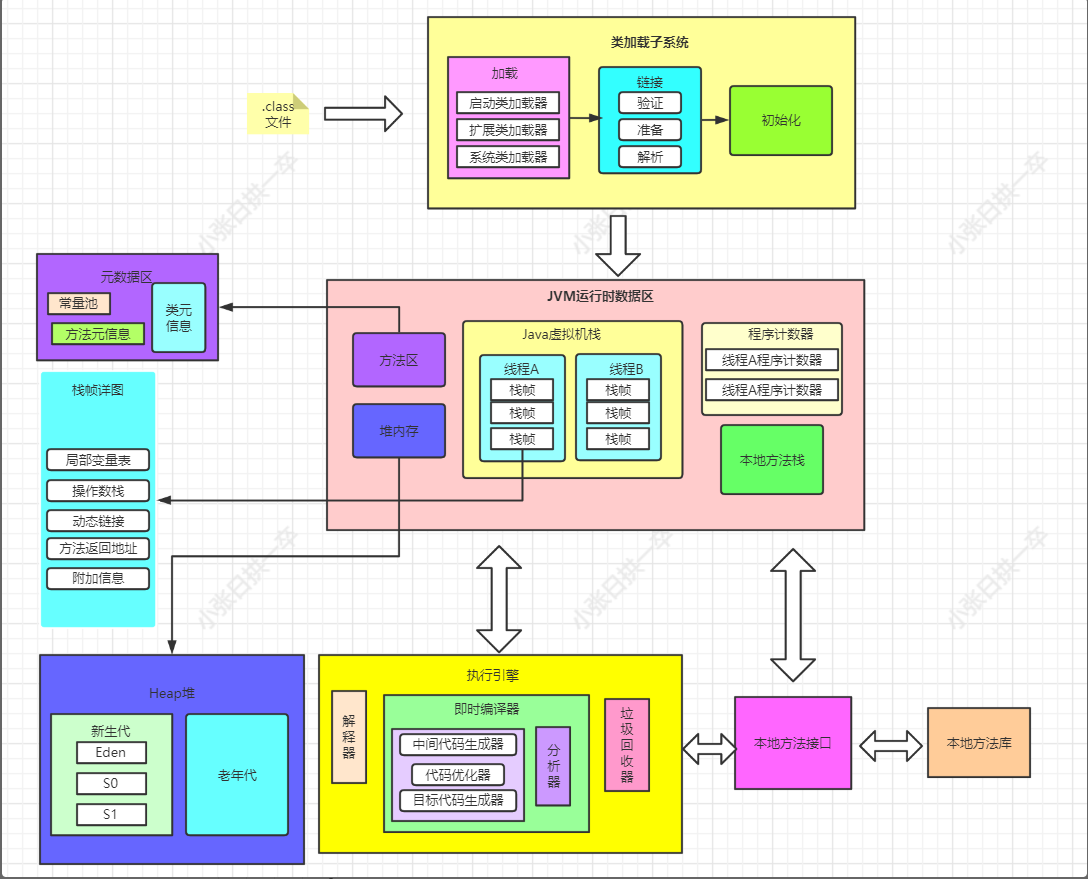 类加载子系统
加载
启动类加载器
扩展类加载器
系统类加载器
链接
验证
准备
解析
初始化
.class
文件
小张日拱一卒
小张日拱一卒
小张日拱一卒
元数据区
常量池
方法元信息
类元
信息
JVM运行时数据区
方法区
堆内存
Java虚拟机栈
线程A
栈帧
栈帧
栈帧
线程B
栈帧
栈帧
栈帧
程序计数器
线程A程序计数器
线程A程序计数器
本地方法栈
栈帧详图
局部变量表
操作数栈
动态链接
方法返回地址
附加信息
小张日拱一卒
小张日拱一卒
小张日拱一卒
Heap堆
新生代
Eden
S0
S1
老年代
执行引擎
解
释
器
即时编译器
中间代码生成器
代码优化器
目标代码生成器
分
析
器
垃
圾
回
收
器
本地方法接口
本地方法库